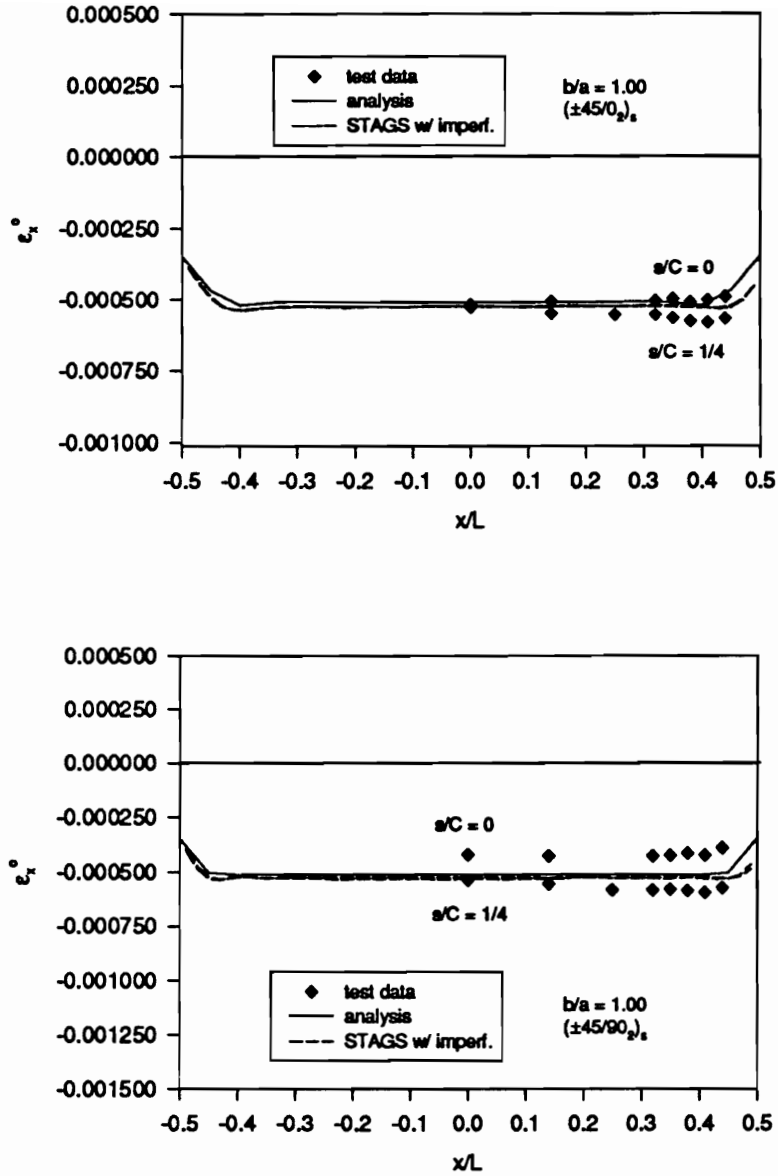 0.000500
0.000250
0.000000
-0.000250
-0.000500
-0.000750
-0.001000
εₓ°
test data
analysis
STAGS w/ imperf.
b/a = 1.00
(±45/0₂)ₛ
s/C = 0
s/C = 1/4
-0.5 -0.4 -0.3 -0.2 -0.1 0.0 0.1 0.2 0.3 0.4 0.5
x/L
0.000500
0.000250
0.000000
-0.000250
-0.000500
-0.000750
-0.001000
-0.001250
-0.001500
εₓ°
s/C = 0
s/C = 1/4
test data
analysis
STAGS w/ imperf.
b/a = 1.00
(±45/90₂)ₛ
-0.5 -0.4 -0.3 -0.2 -0.1 0.0 0.1 0.2 0.3 0.4 0.5
x/L